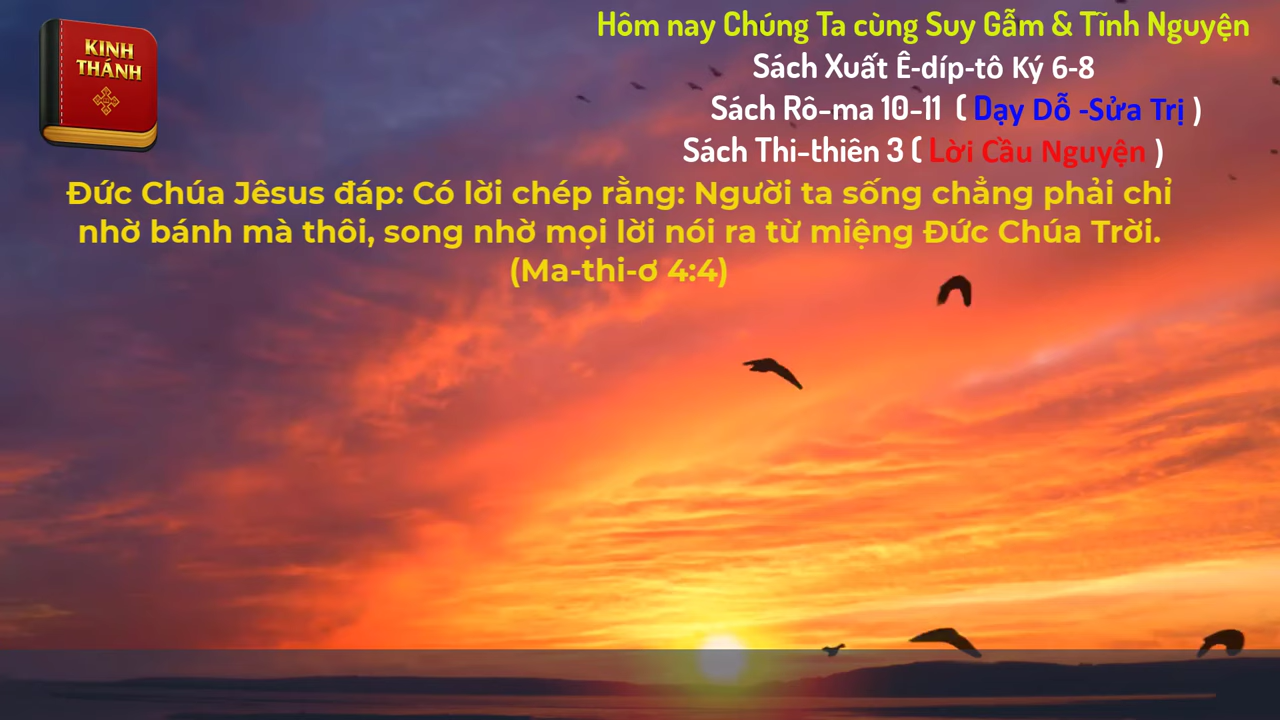 KINH
THÁNH
Hôm nay Chúng Ta cùng Suy Gẫm & Tĩnh Nguyện
Sách Xuất Ê-díp-tô Ký 6-8
Sách Rô-ma 10-11 ( Dạy Dỗ -Sửa Trị )
Sách Thi-thiên 3 ( Lời Cầu Nguyện )
Đức Chúa Jêsus đáp: Có lời chép rằng: Người ta sống chẳng phải chỉ
nhờ bánh mà thôi, song nhờ mọi lời nói ra từ miệng Đức Chúa Trời.
(Ma-thi-ơ 4:4)